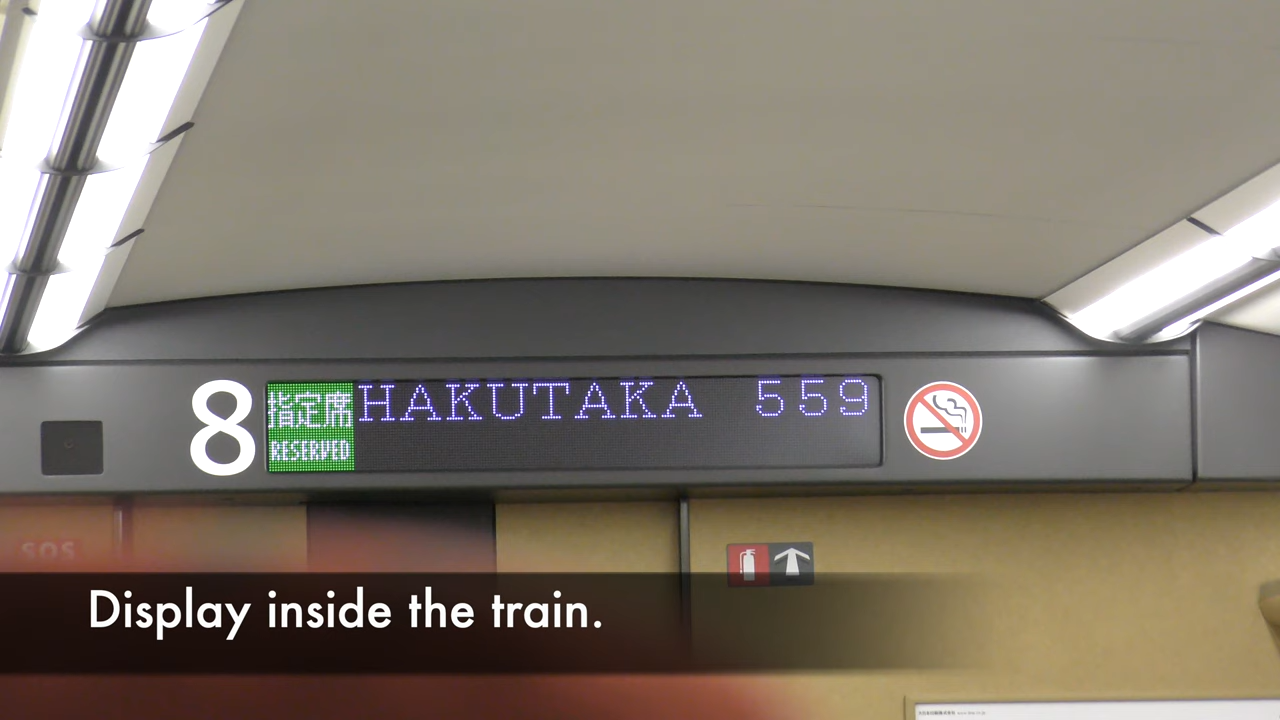 8
指定席
RESERVED
HAKUTAKA 559
SOS
Display inside the train.